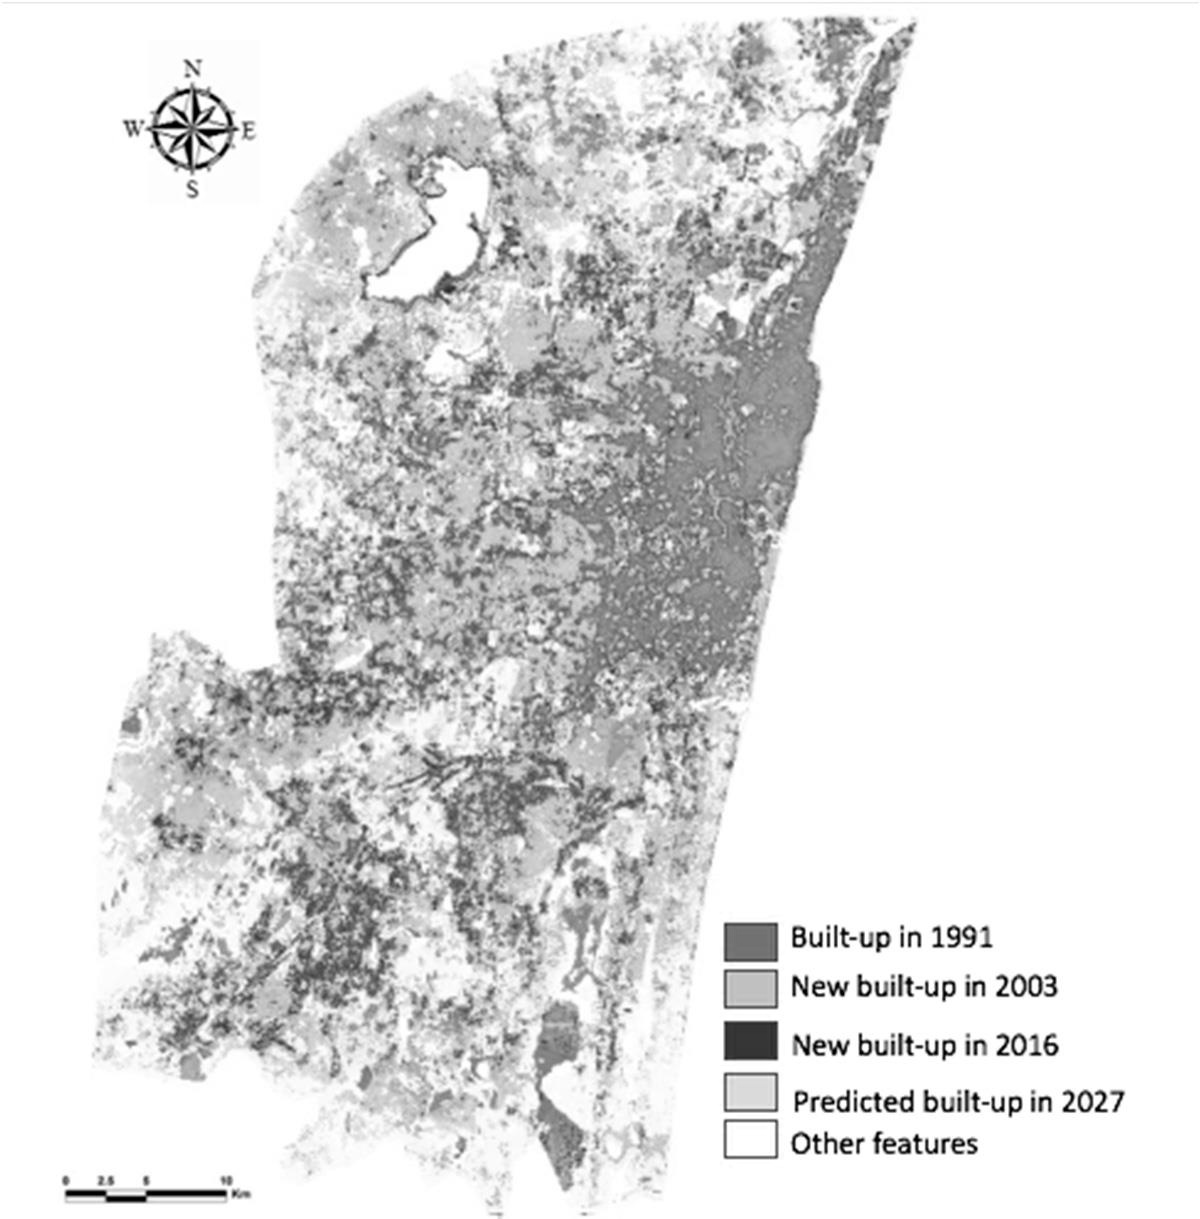 N
W E
S
Built-up in 1991
New built-up in 2003
New built-up in 2016
Predicted built-up in 2027
Other features
0 2.5 5 10
Km